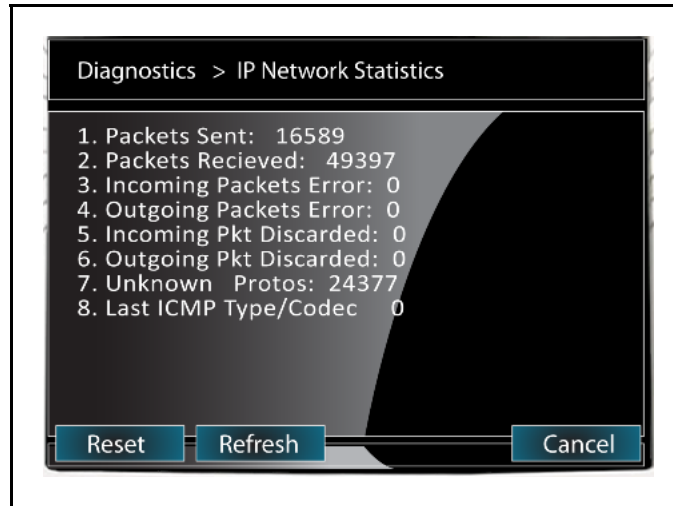 Diagnostics > IP Network Statistics
1. Packets Sent: 16589
2. Packets Recieved: 49397
3. Incoming Packets Error: 0
4. Outgoing Packets Error: 0
5. Incoming Pkt Discarded: 0
6. Outgoing Pkt Discarded: 0
7. Unknown Protos: 24377
8. Last ICMP Type/Codec 0
Reset Refresh Cancel